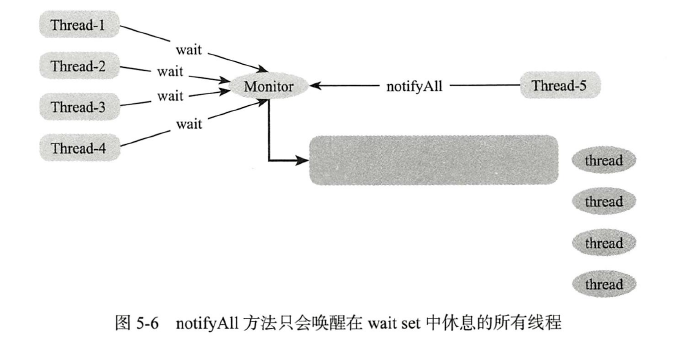 Thread-1
wait
Thread-2
wait
Monitor
notifyAll
Thread-5
Thread-3
wait
wait
Thread-4
thread
thread
thread
thread
图 5-6 notifyAll 方法只会唤醒在 wait set 中休息的所有线程